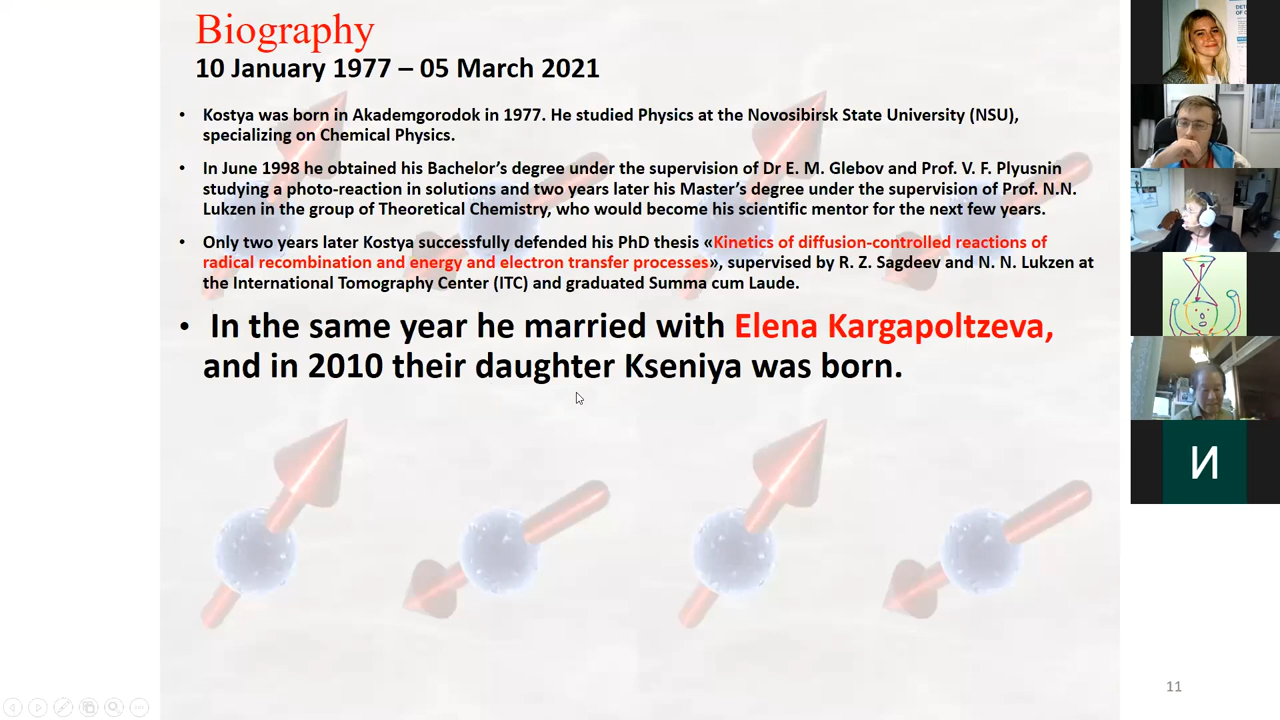 Biography
10 January 1977 – 05 March 2021
• Kostya was born in Akademgorodok in 1977. He studied Physics at the Novosibirsk State University (NSU),
specializing on Chemical Physics.
• In June 1998 he obtained his Bachelor's degree under the supervision of Dr E. M. Glebov and Prof. V. F. Plyusnin
studying a photo-reaction in solutions and two years later his Master's degree under the supervision of Prof. N.N.
Lukzen in the group of Theoretical Chemistry, who would become his scientific mentor for the next few years.
• Only two years later Kostya successfully defended his PhD thesis «Kinetics of diffusion-controlled reactions of
radical recombination and energy and electron transfer processes», supervised by R. Z. Sagdeev and N. N. Lukzen at
the International Tomography Center (ITC) and graduated Summa cum Laude.
• In the same year he married with Elena Kargapoltzeva,
and in 2010 their daughter Kseniya was born.
И
11